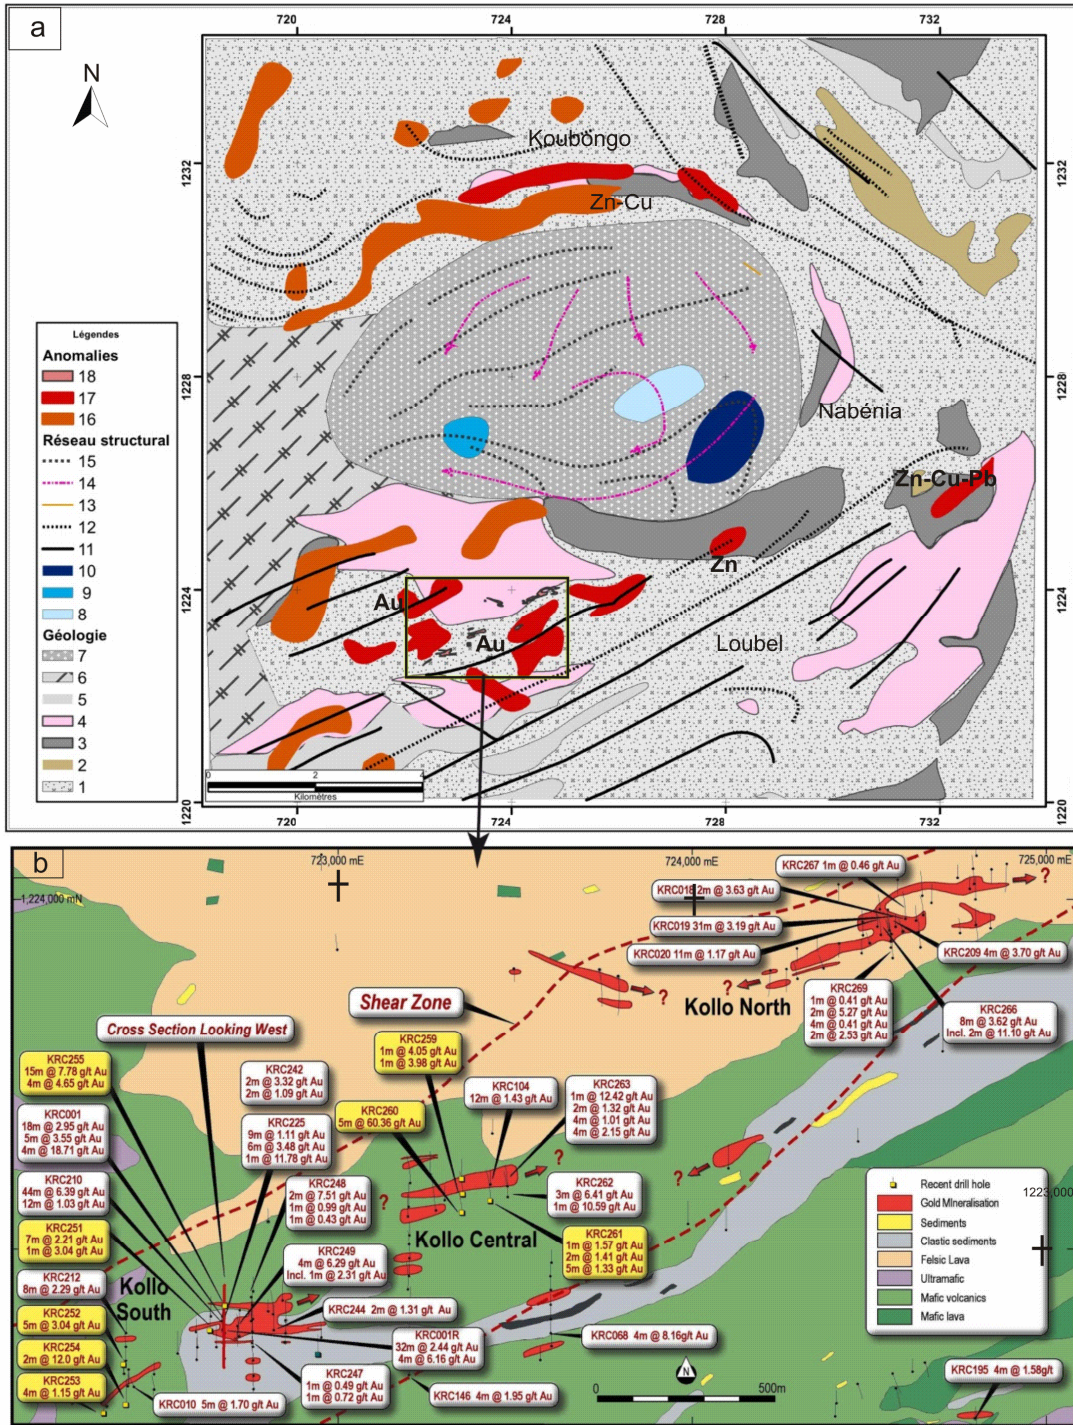 a
720
724
728
732
N
1232
1232
Koubongo
Zn-Cu
1228
1228
Nabénia
Zn-Cu-Pb
Zn
1224
1224
Au
Au
Loubel
1220
1220
Légendes
Anomalies
18
17
16
Réseau structural
15
14
13
12
11
10
9
8
Géologie
7
6
5
4
3
2
1
0
2
4
Kilomètres
720
724
728
732
b
723,000 mE
724,000 mE
725,000 mE
1,224,000 mN
KRC267 1m @ 0.46 g/t Au
KRC018 2m @ 3.63 g/t Au
KRC019 31m @ 3.19 g/t Au
KRC020 11m @ 1.17 g/t Au
KRC209 4m @ 3.70 g/t Au
?
?
?
Kollo North
KRC269
1m @ 0.41 g/t Au
2m @ 5.27 g/t Au
4m @ 0.41 g/t Au
2m @ 2.53 g/t Au
KRC266
8m @ 3.62 g/t Au
Incl. 2m @ 11.10 g/t Au
Shear Zone
Cross Section Looking West
KRC255
15m @ 7.78 g/t Au
4m @ 4.65 g/t Au
KRC242
2m @ 3.32 g/t Au
2m @ 1.09 g/t Au
KRC259
1m @ 4.05 g/t Au
1m @ 3.98 g/t Au
KRC001
18m @ 2.95 g/t Au
5m @ 3.55 g/t Au
4m @ 18.71 g/t Au
KRC225
9m @ 1.11 g/t Au
6m @ 3.48 g/t Au
1m @ 11.78 g/t Au
KRC260
5m @ 60.36 g/t Au
KRC104
12m @ 1.43 g/t Au
KRC263
1m @ 12.42 g/t Au
2m @ 1.32 g/t Au
4m @ 1.01 g/t Au
4m @ 2.15 g/t Au
KRC210
44m @ 6.39 g/t Au
12m @ 1.03 g/t Au
KRC248
2m @ 7.51 g/t Au
1m @ 0.99 g/t Au
1m @ 0.43 g/t Au
?
?
?
KRC262
3m @ 6.41 g/t Au
1m @ 10.59 g/t Au
KRC251
7m @ 2.21 g/t Au
1m @ 3.04 g/t Au
KRC249
4m @ 6.29 g/t Au
Incl. 1m @ 2.31 g/t Au
Kollo Central
KRC261
1m @ 1.57 g/t Au
2m @ 1.41 g/t Au
5m @ 1.33 g/t Au
KRC212
8m @ 2.29 g/t Au
Kollo
South
?
KRC252
5m @ 3.04 g/t Au
KRC244 2m @ 1.31 g/t Au
KRC254
2m @ 12.0 g/t Au
KRC001R
32m @ 2.44 g/t Au
4m @ 6.16 g/t Au
KRC068 4m @ 8.16g/t Au
KRC253
4m @ 1.15 g/t Au
KRC247
1m @ 0.49 g/t Au
1m @ 0.72 g/t Au
KRC010 5m @ 1.70 g/t Au
KRC146 4m @ 1.95 g/t Au
KRC195 4m @ 1.58g/t
N
0
500m
Recent drill hole
Gold MIneralisation
Sediments
Clastic sediments
Felsic Lava
Ultramafic
Mafic volcanics
Mafic lava
1223,000